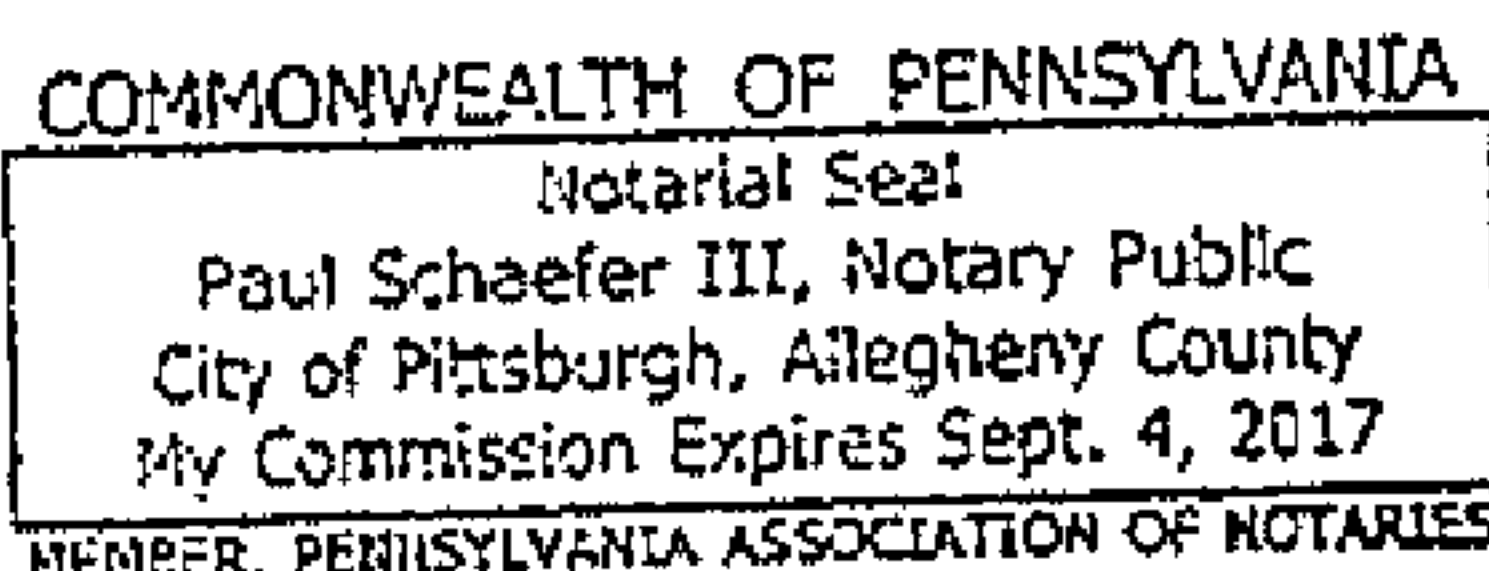 COMMONWEALTH OF PENNSYLVANIA
Notarial Seal
Paul Schaefer III, Notary Public
City of Pittsburgh, Allegheny County
My Commission Expires Sept. 4, 2017
MEMBER, PENNSYLVANIA ASSOCIATION OF NOTARIES